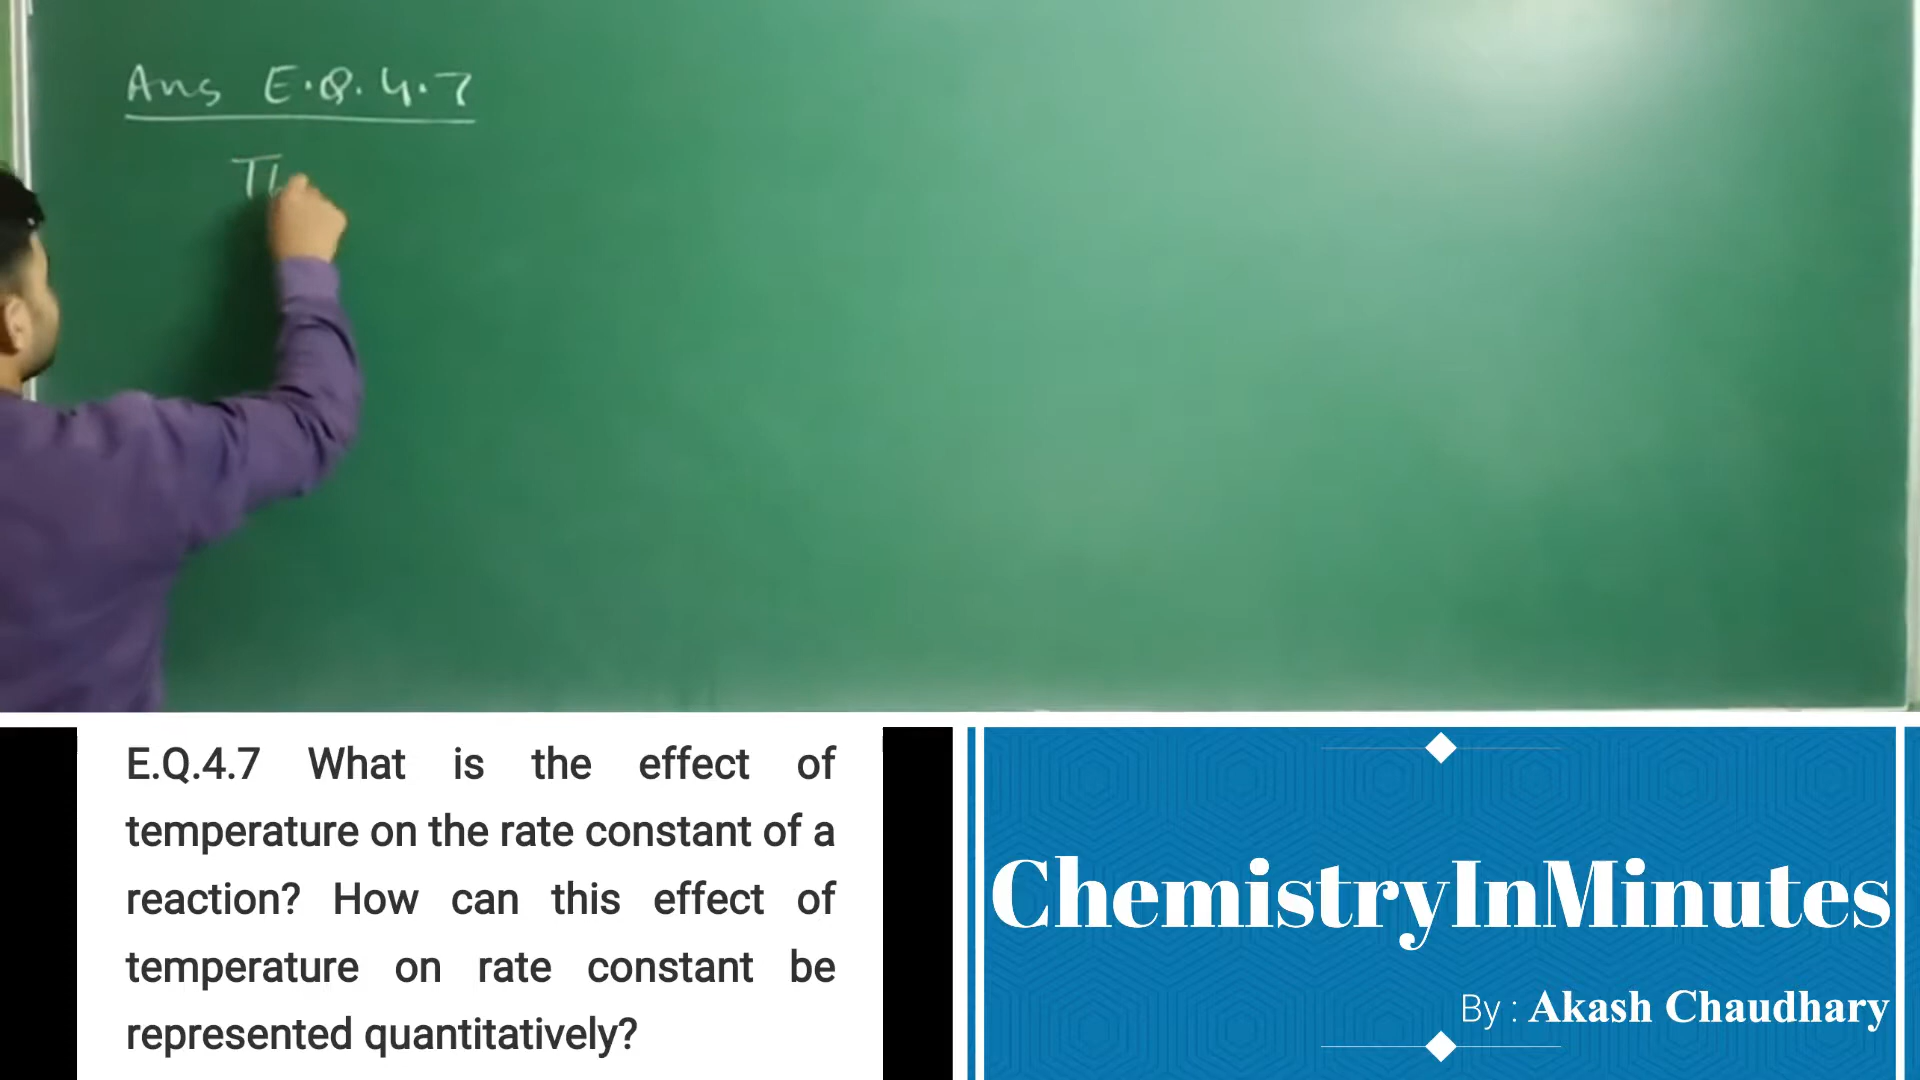 Ans E.Q.4.7
E.Q.4.7 What is the effect of
temperature on the rate constant of a
reaction? How can this effect of
temperature on rate constant be
represented quantitatively?
ChemistryInMinutes
By : Akash Chaudhary